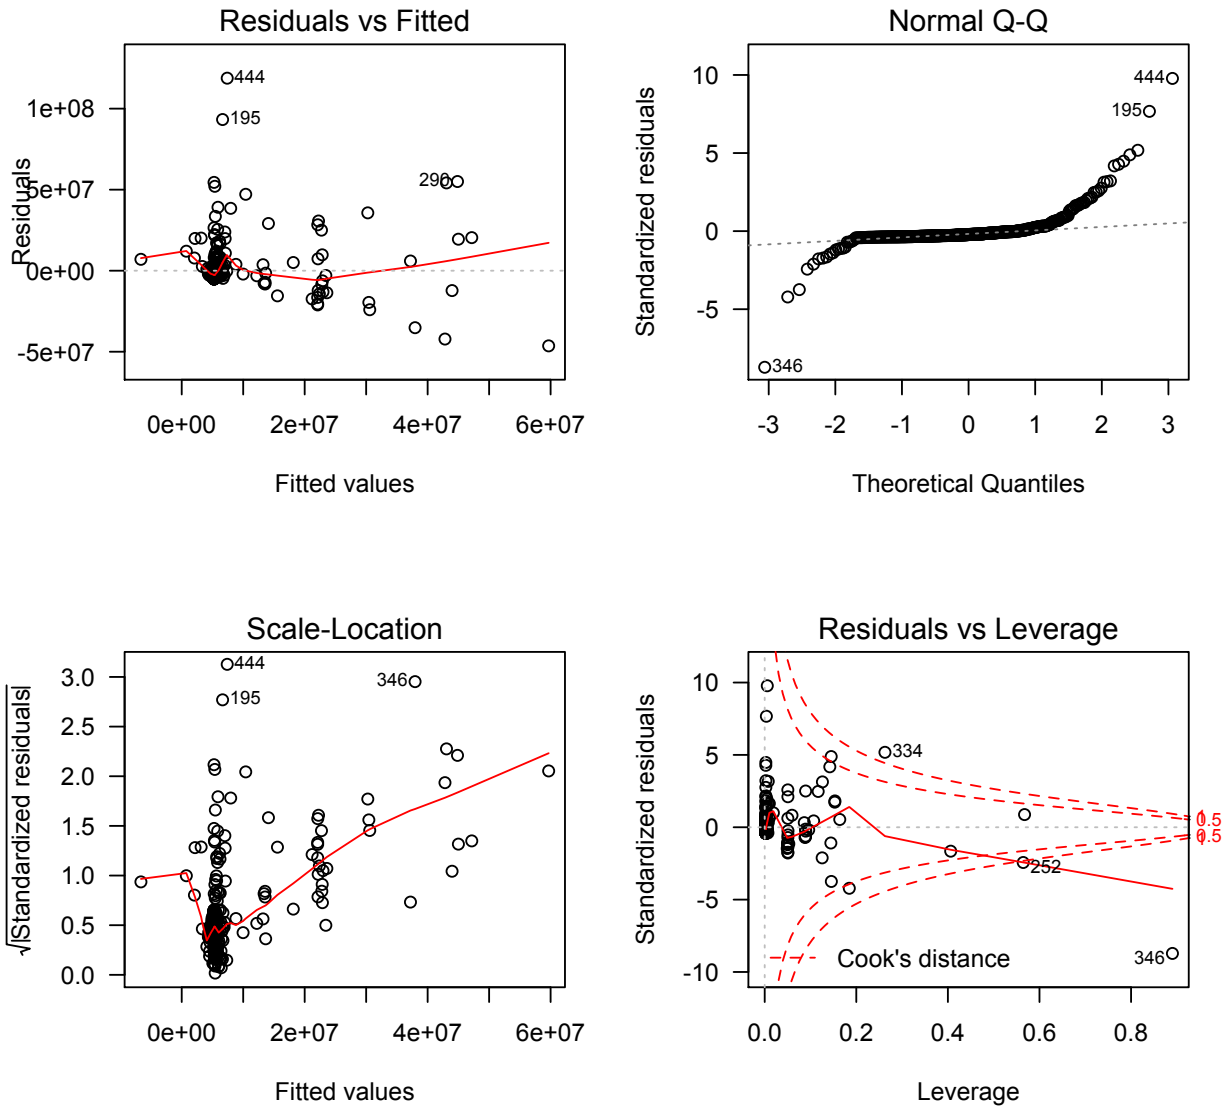 Residuals vs Fitted
Residuals
1e+08
5e+07
0e+00
-5e+07
444
195
290
0e+00 2e+07 4e+07 6e+07
Fitted values
Normal Q-Q
Standardized residuals
10
5
0
-5
444
195
346
-3 -2 -1 0 1 2 3
Theoretical Quantiles
Scale-Location
√|Standardized residuals|
3.0
2.5
2.0
1.5
1.0
0.5
0.0
444
195
346
0e+00 2e+07 4e+07 6e+07
Fitted values
Residuals vs Leverage
Standardized residuals
10
5
0
-5
-10
334
252
346
1
0.5
0.5
1
Cook's distance
0.0 0.2 0.4 0.6 0.8
Leverage